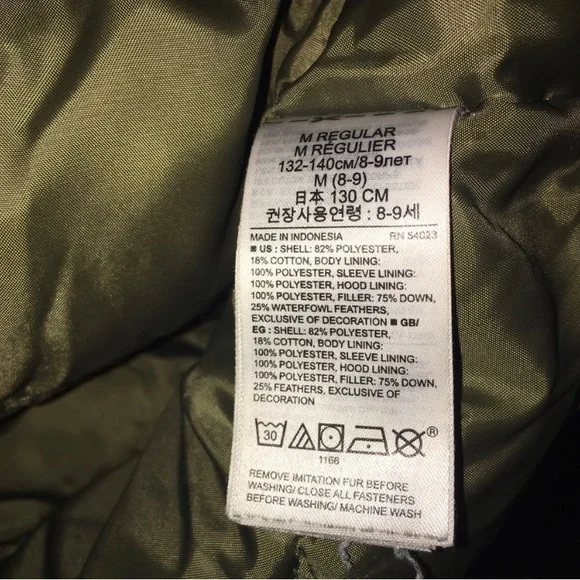 M REGULAR
M RÉGULIER
132-140см/8-9лет
M (8-9)
日本 130 CM
권장사용연령 : 8-9세
MADE IN INDONESIA RN 54023
■ US : SHELL: 82% POLYESTER,
18% COTTON, BODY LINING:
100% POLYESTER, SLEEVE LINING:
100% POLYESTER, HOOD LINING:
100% POLYESTER, FILLER: 75% DOWN,
25% WATERFOWL FEATHERS,
EXCLUSIVE OF DECORATION ■ GB/
EG : SHELL: 82% POLYESTER,
18% COTTON, BODY LINING:
100% POLYESTER, SLEEVE LINING:
100% POLYESTER, HOOD LINING:
100% POLYESTER, FILLER: 75% DOWN,
25% FEATHERS, EXCLUSIVE OF
DECORATION
30 ®
1166
REMOVE IMITATION FUR BEFORE
WASHING/ CLOSE ALL FASTENERS
BEFORE WASHING/ MACHINE WASH